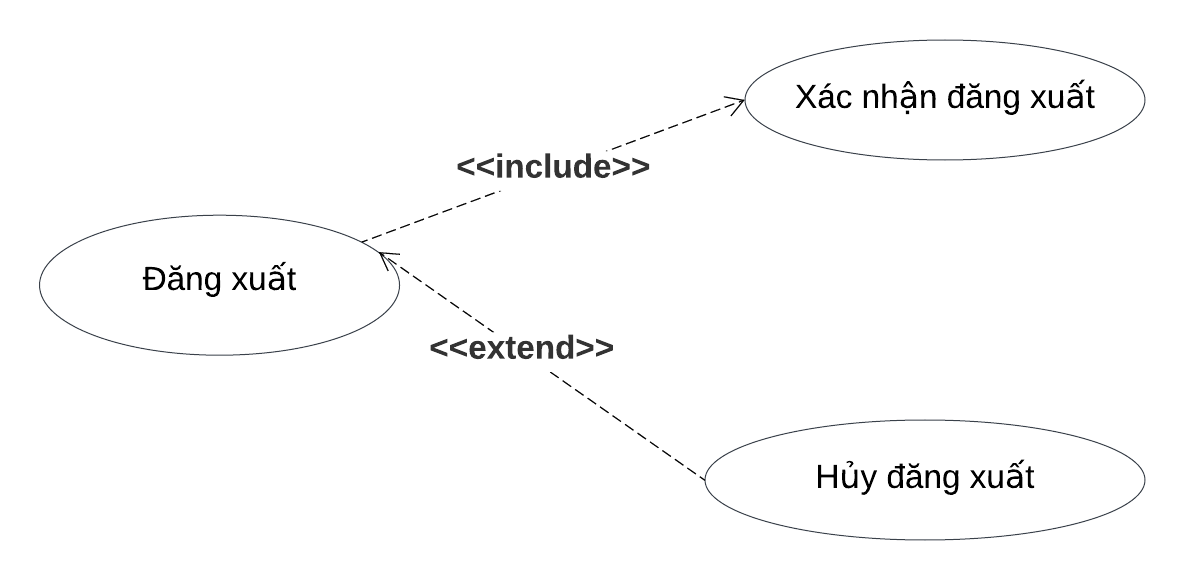 Xác nhận đăng xuất
<<include>>
Đăng xuất
<<extend>>
Hủy đăng xuất